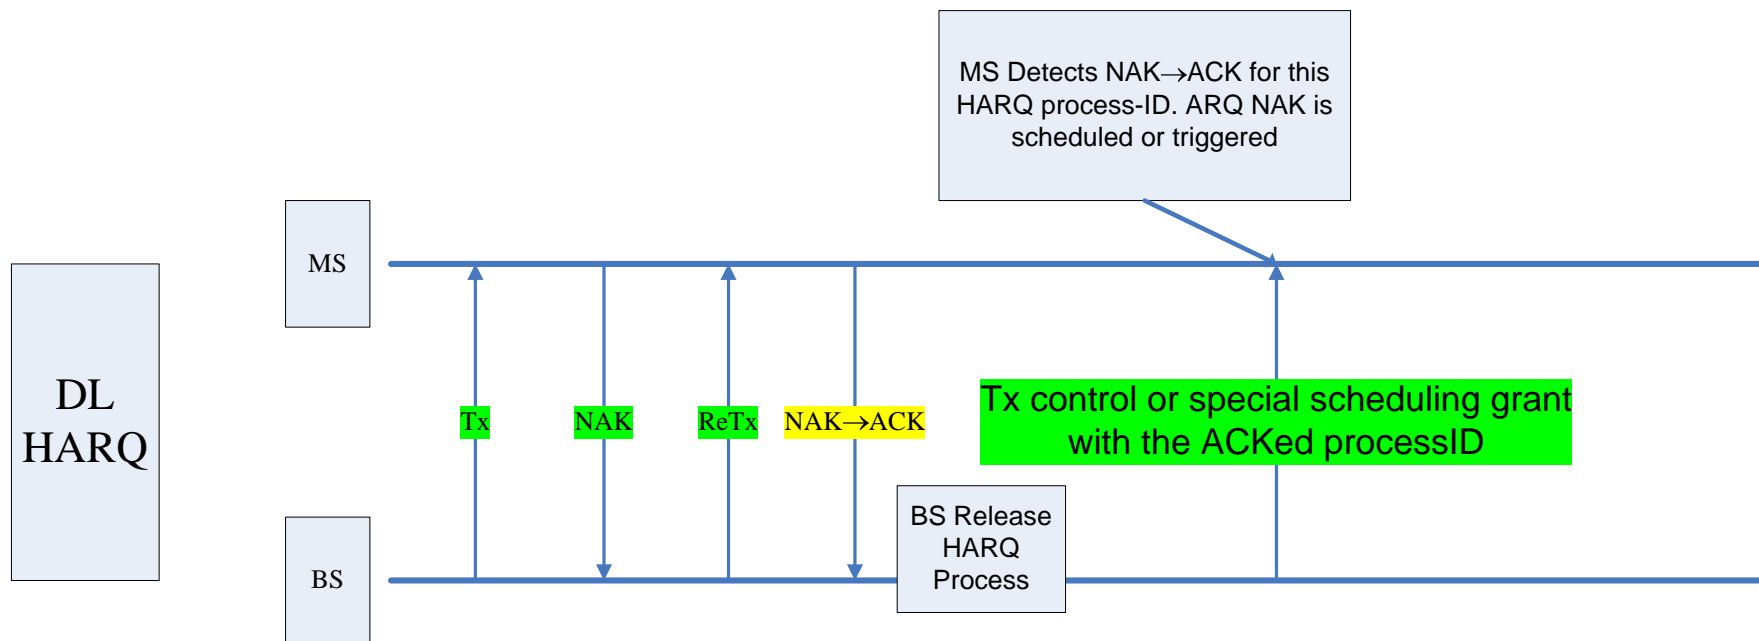 MS Detects NAK→ACK for this
HARQ process-ID. ARQ NAK is
scheduled or triggered
MS
DL
HARQ
Tx
NAK
ReTx
NAK→ACK
Tx control or special scheduling grant
with the ACKed processID
BS Release
HARQ
Process
BS